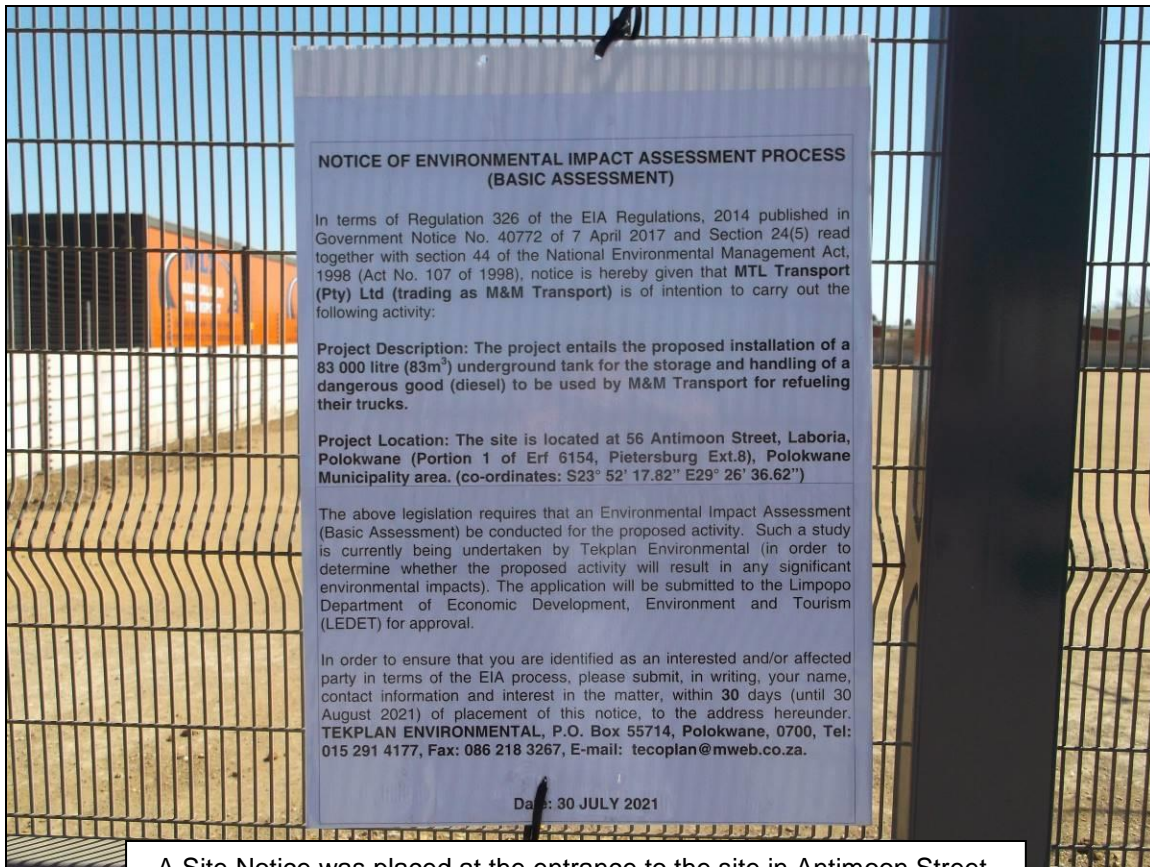 NOTICE OF ENVIRONMENTAL IMPACT ASSESSMENT PROCESS
(BASIC ASSESSMENT)
In terms of Regulation 326 of the EIA Regulations, 2014 published in
Government Notice No. 40772 of 7 April 2017 and Section 24(5) read
together with section 44 of the National Environmental Management Act,
1998 (Act No. 107 of 1998), notice is hereby given that MTL Transport
(Pty) Ltd (trading as M&M Transport) is of intention to carry out the
following activity:
Project Description: The project entails the proposed installation of a
83 000 litre (83m³) underground tank for the storage and handling of a
dangerous good (diesel) to be used by M&M Transport for refueling
their trucks.
Project Location: The site is located at 56 Antimoon Street, Laboria,
Polokwane (Portion 1 of Erf 6154, Pietersburg Ext.8), Polokwane
Municipality area. (co-ordinates: S23° 52' 17.82” E29° 26' 36.62”)
The above legislation requires that an Environmental Impact Assessment
(Basic Assessment) be conducted for the proposed activity. Such a study
is currently being undertaken by Tekplan Environmental (in order to
determine whether the proposed activity will result in any significant
environmental impacts). The application will be submitted to the Limpopo
Department of Economic Development, Environment and Tourism
(LEDET) for approval.
In order to ensure that you are identified as an interested and/or affected
party in terms of the EIA process, please submit, in writing, your name,
contact information and interest in the matter, within 30 days (until 30
August 2021) of placement of this notice, to the address hereunder.
TEKPLAN ENVIRONMENTAL, P.O. Box 55714, Polokwane, 0700, Tel:
015 291 4177, Fax: 086 218 3267, E-mail: tecoplan@mweb.co.za.
Date: 30 JULY 2021
A Site Notice was placed at the entrance to the site in Antimoon Street